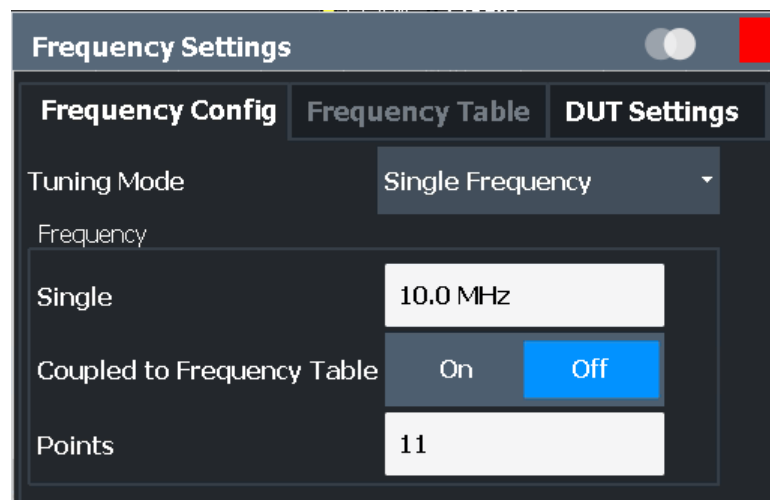 Frequency Settings
Frequency Config Frequency Table DUT Settings
Tuning Mode Single Frequency
Frequency
Single 10.0 MHz
Coupled to Frequency Table On Off
Points 11